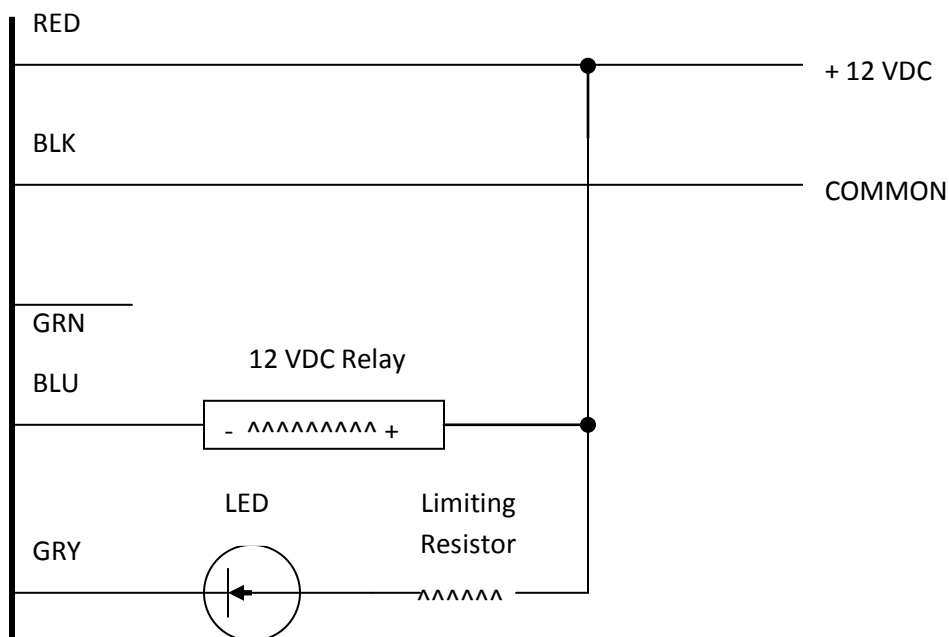 RED
+ 12 VDC
BLK
COMMON
GRN
12 VDC Relay
BLU
- ^^^^^^^^^ +
LED
Limiting
Resistor
GRY
^^^^^^